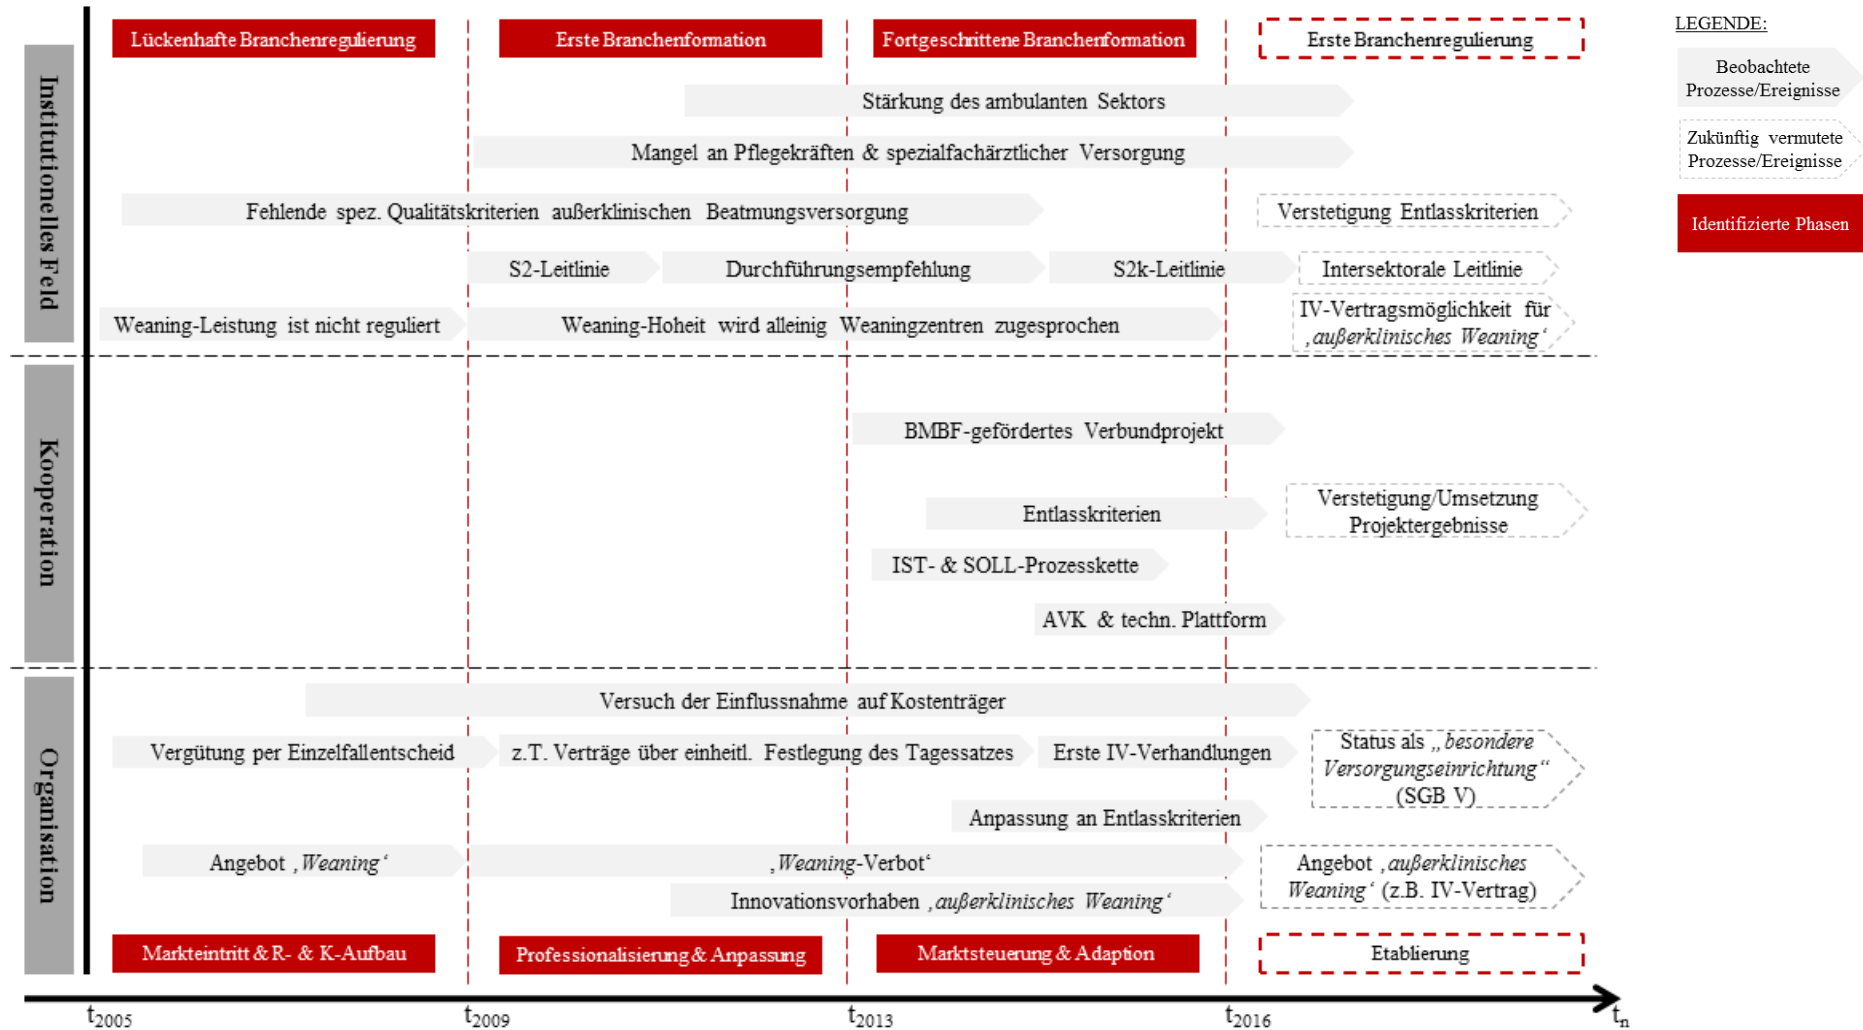 LEGENDE:
Beobachtete
Prozesse/Ereignisse
Zukünftig vermutete
Prozesse/Ereignisse
Identifizierte Phasen
Lückenhafte Branchenregulierung
Erste Branchenformation
Fortgeschrittene Branchenformation
Erste Branchenregulierung
Institutionelles Feld
Stärkung des ambulanten Sektors
Mangel an Pflegekräften & spezialfachärztlicher Versorgung
Fehlende spez. Qualitätskriterien außerklinischen Beatmungsversorgung
Verstetigung Entlasskriterien
S2-Leitlinie
Durchführungsempfehlung
S2k-Leitlinie
Intersektorale Leitlinie
Weaning-Leistung ist nicht reguliert
Weaning-Hoheit wird alleinig Weaningzentren zugesprochen
IV-Vertragsmöglichkeit für
‚außerklinisches Weaning‘
Kooperation
BMBF-gefördertes Verbundprojekt
Entlasskriterien
Verstetigung/Umsetzung
Projektergebnisse
IST- & SOLL-Prozesskette
AVK & techn. Plattform
Organisation
Versuch der Einflussnahme auf Kostenträger
Vergütung per Einzelfallentscheid
z.T. Verträge über einheitl. Festlegung des Tagessatzes
Erste IV-Verhandlungen
Status als „besondere
Versorgungseinrichtung“
(SGB V)
Anpassung an Entlasskriterien
Angebot ‚Weaning‘
‚Weaning-Verbot‘
Angebot ‚außerklinisches
Weaning‘ (z.B. IV-Vertrag)
Innovationsvorhaben ‚außerklinisches Weaning‘
Markteintritt & R- & K-Aufbau
Professionalisierung & Anpassung
Marktsteuerung & Adaption
Etablierung
t2005
t2009
t2013
t2016
tn